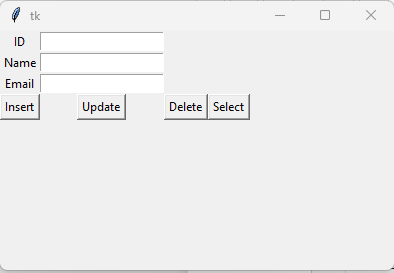 tk
ID
Name
Email
Insert Update Delete Select